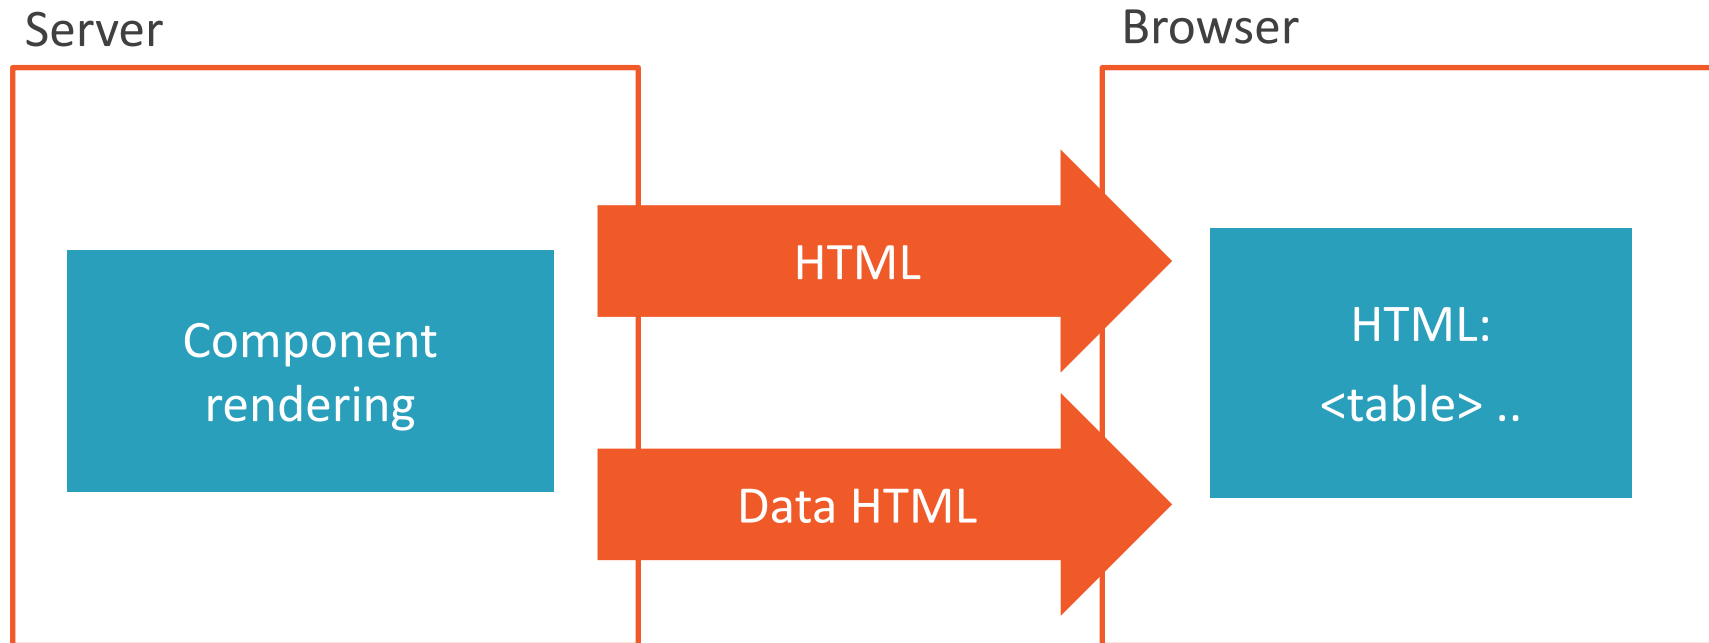 Server
Browser
HTML
Component
rendering
HTML:
<table> ..
Data HTML